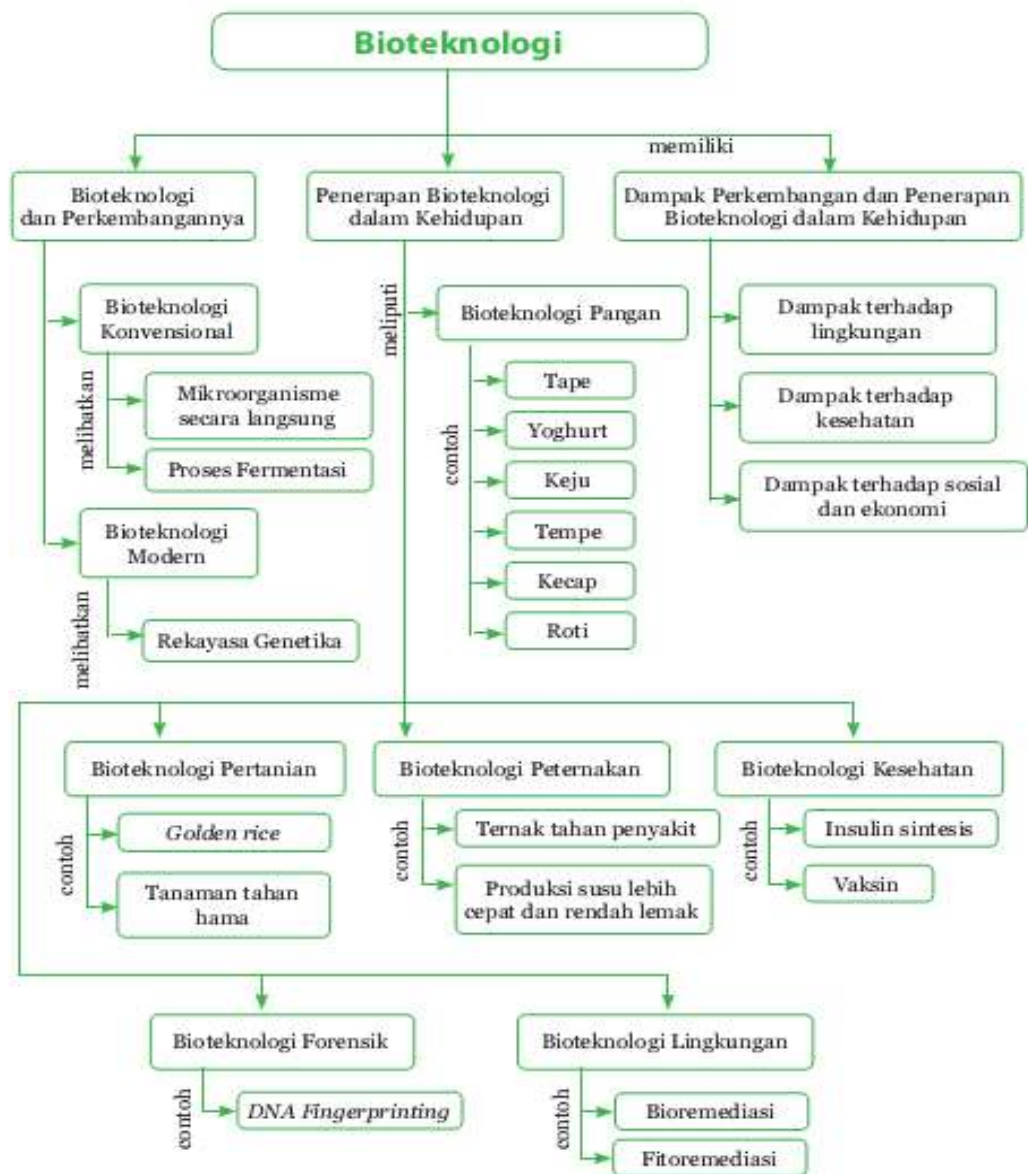 Bioteknologi
memiliki
Bioteknologi
dan Perkembangannya
Penerapan Bioteknologi
dalam Kehidupan
Dampak Perkembangan dan Penerapan
Bioteknologi dalam Kehidupan
Bioteknologi
Konvensional
melibatkan
Mikroorganisme
secara langsung
Proses Fermentasi
Bioteknologi
Modern
melibatkan
Rekayasa Genetika
meliputi
Bioteknologi Pangan
contoh
Tape
Yoghurt
Keju
Tempe
Kecap
Roti
Dampak terhadap
lingkungan
Dampak terhadap
kesehatan
Dampak terhadap sosial
dan ekonomi
Bioteknologi Pertanian
contoh
Golden rice
Tanaman tahan
hama
Bioteknologi Peternakan
contoh
Ternak tahan penyakit
Produksi susu lebih
cepat dan rendah lemak
Bioteknologi Kesehatan
contoh
Insulin sintesis
Vaksin
Bioteknologi Forensik
contoh
DNA Fingerprinting
Bioteknologi Lingkungan
contoh
Bioremediasi
Fitoremediasi